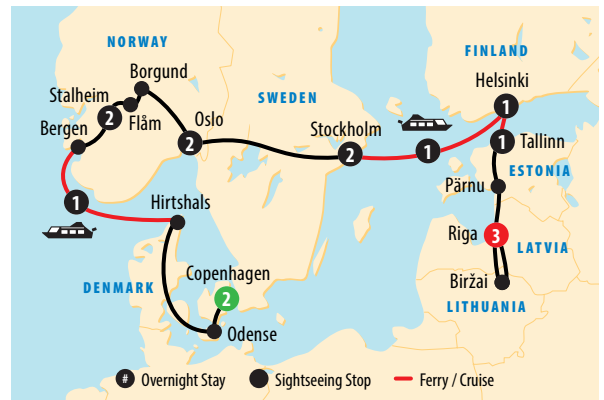 NORWAY
FINLAND
Borgund
Helsinki
Stalheim
SWEDEN
1
2
Flåm
Oslo
Stockholm
Bergen
2
2
1
1
Tallinn
ESTONIA
Pärnu
1
Hirtshals
Riga
3
LATVIA
Copenhagen
DENMARK
2
Biržai
LITHUANIA
Odense
# Overnight Stay
Sightseeing Stop
Ferry / Cruise